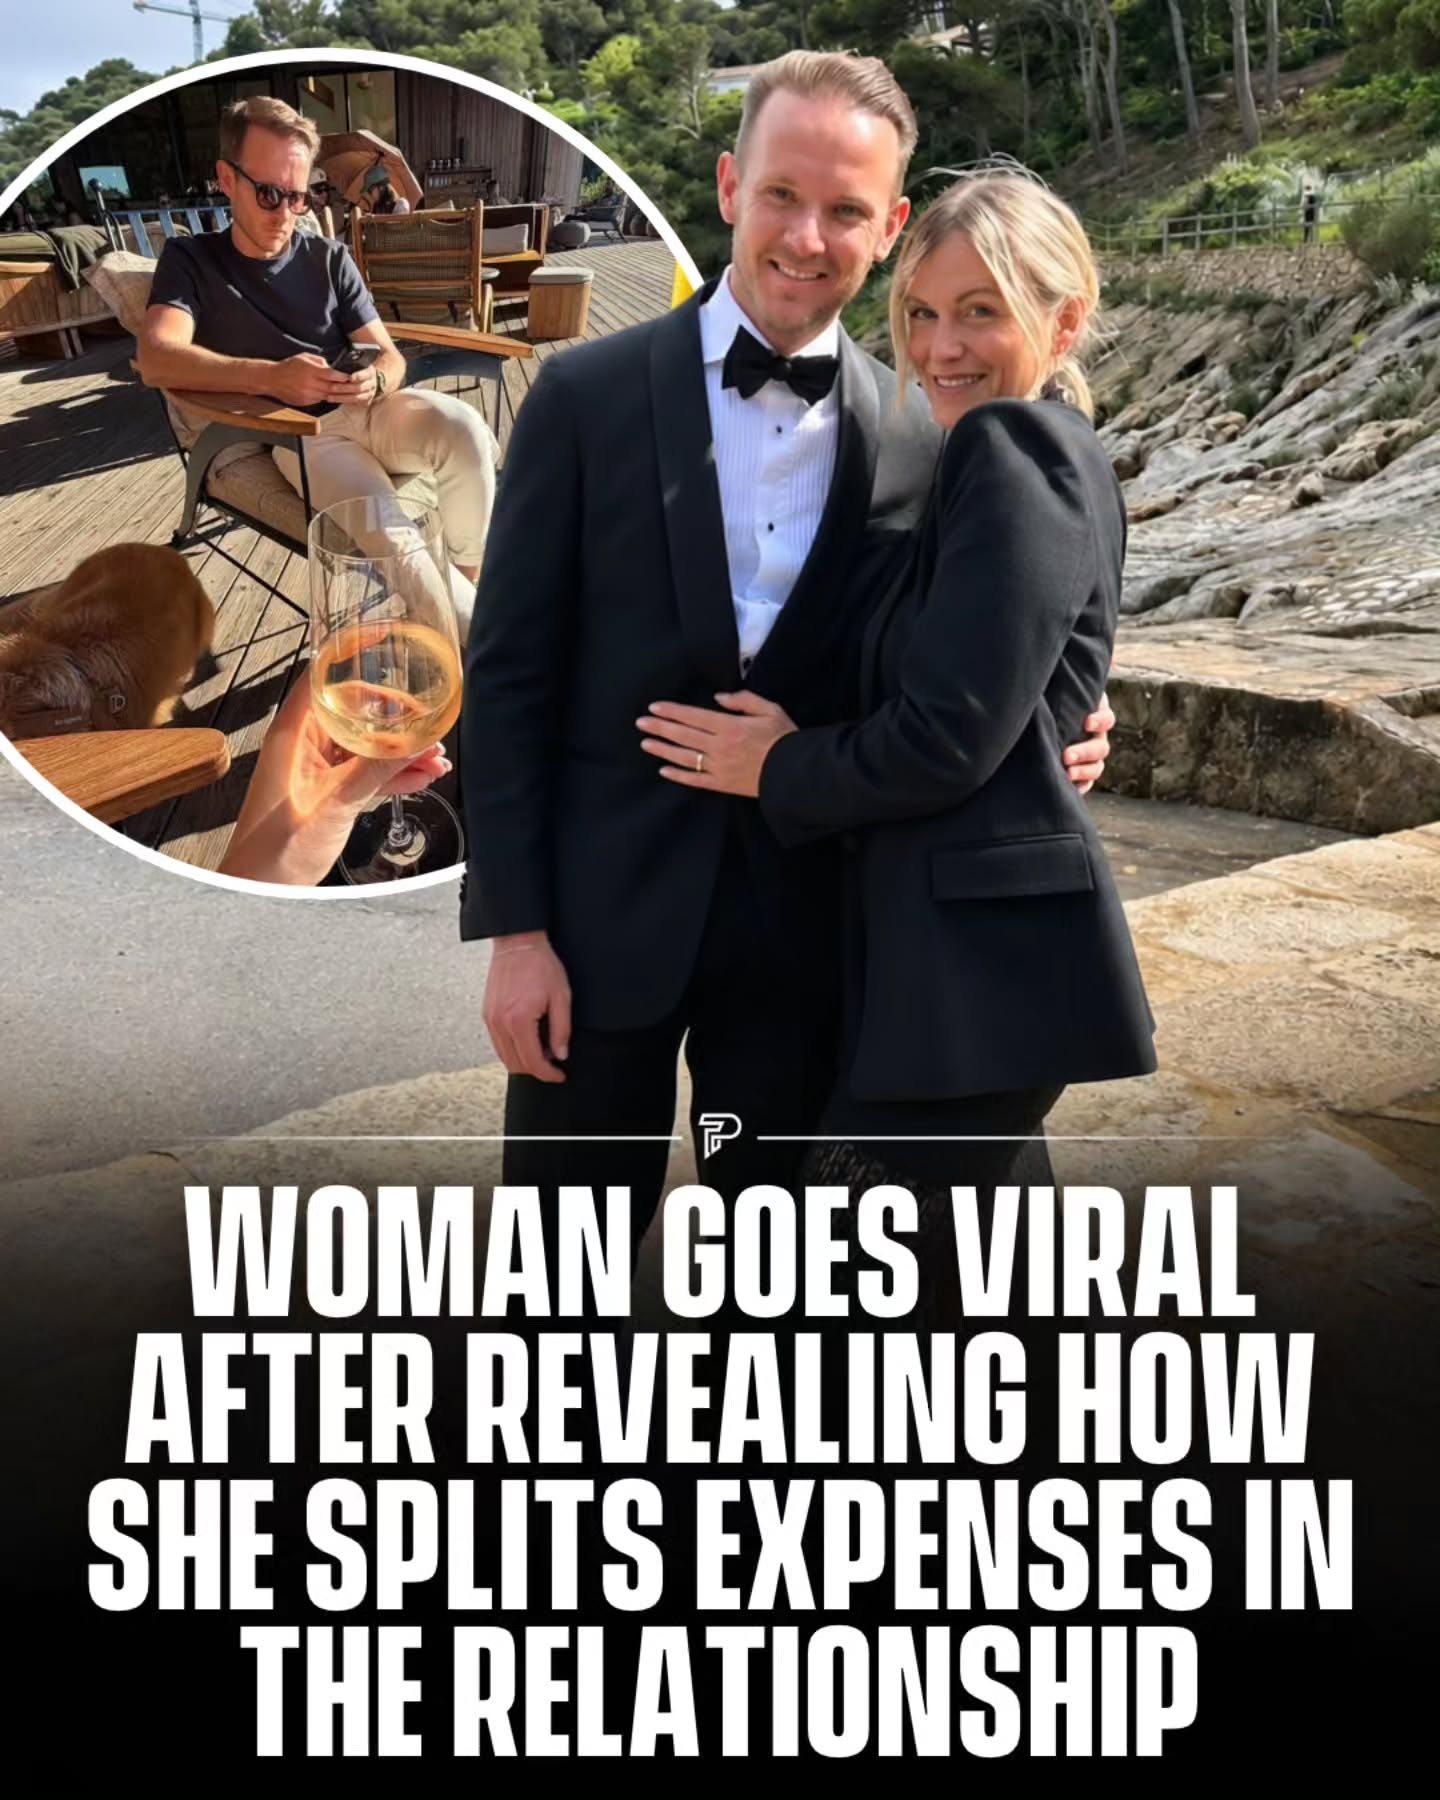 WOMAN GOES VIRAL
AFTER REVEALING HOW
SHE SPLITS EXPENSES IN
THE RELATIONSHIP